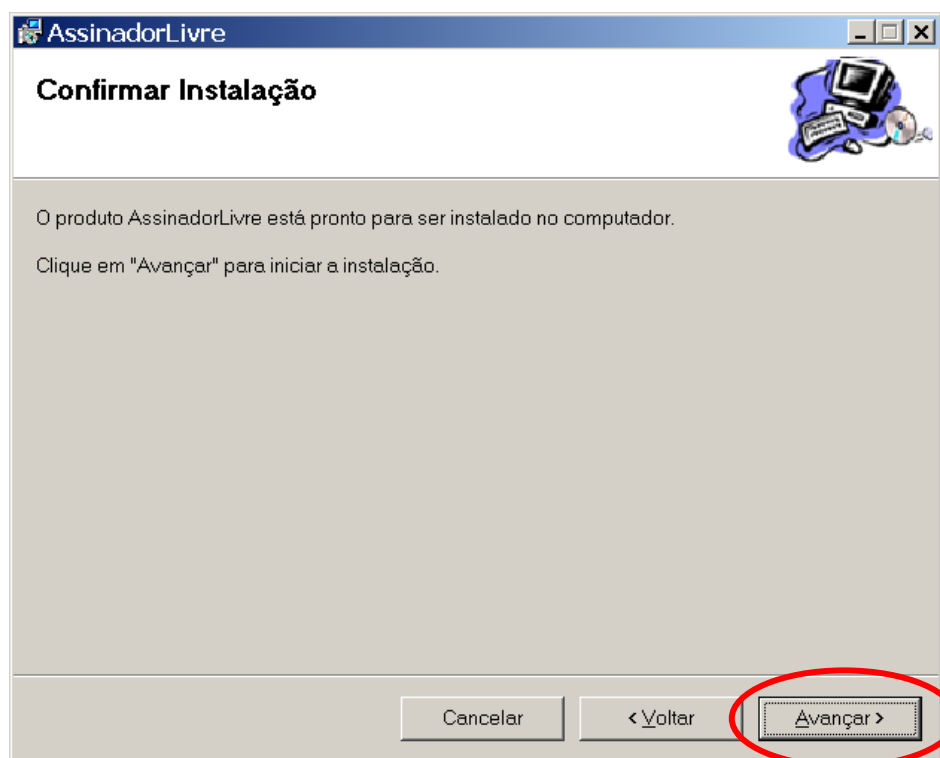 AssinadorLivre
Confirmar Instalação
O produto AssinadorLivre está pronto para ser instalado no computador.
Clique em "Avançar" para iniciar a instalação.
Cancelar
< Voltar
Avançar >